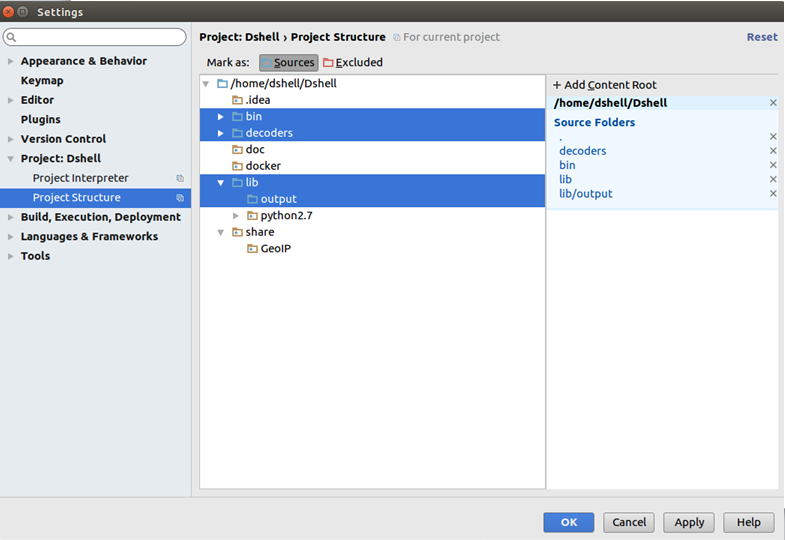 Settings
Project: Dshell › Project Structure
For current project
Reset
Appearance & Behavior
Keymap
Editor
Plugins
Version Control
Project: Dshell
Project Interpreter
Project Structure
Build, Execution, Deployment
Languages & Frameworks
Tools
Mark as:
Sources
Excluded
/home/dshell/Dshell
.idea
bin
decoders
doc
docker
lib
output
python2.7
share
GeoIP
+ Add Content Root
/home/dshell/Dshell
Source Folders
.
decoders
bin
lib
lib/output
OK
Cancel
Apply
Help